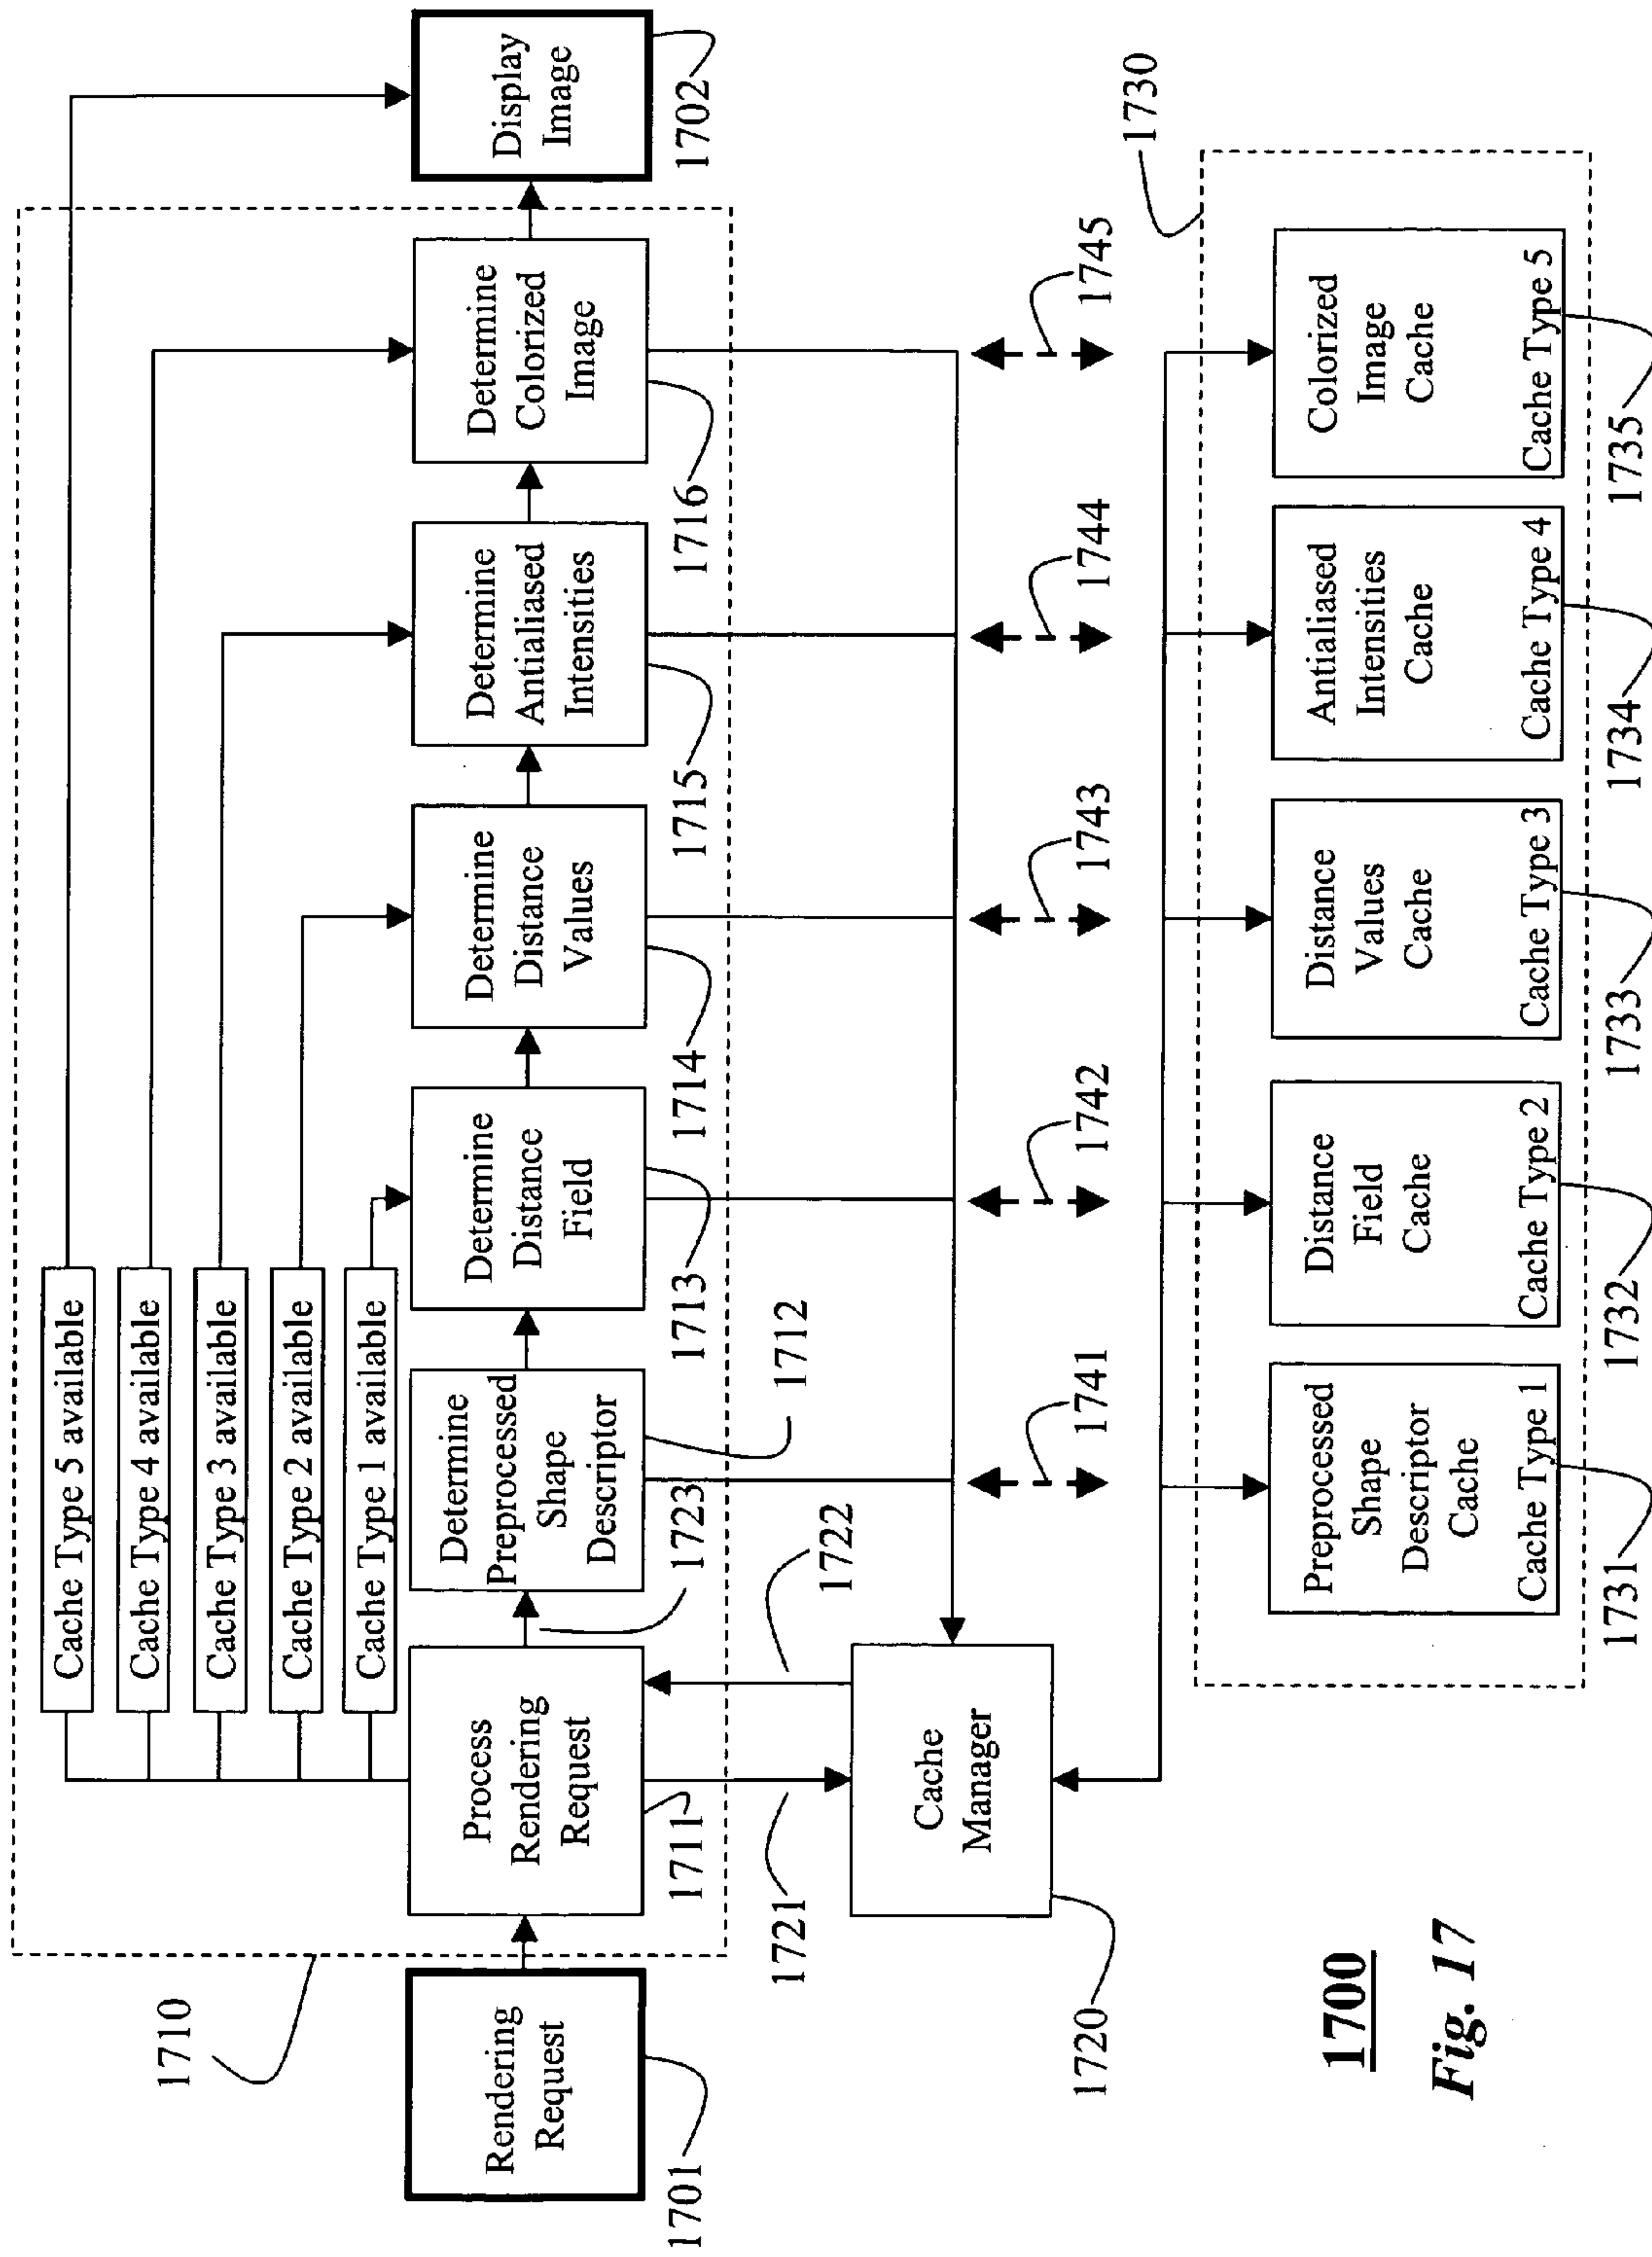 1710
Cache Type 5 available
Cache Type 4 available
Cache Type 3 available
Cache Type 2 available
Cache Type 1 available
Rendering
Request
1701
Process
Rendering
Request
1711
1723
Determine
Preprocessed
Shape
Descriptor
1712
Determine
Distance
Field
1713
Determine
Distance
Values
1714
Determine
Antialiased
Intensities
1715
Determine
Colorized
Image
1716
Display
Image
1702
1721
1722
Cache
Manager
1720
1741
1742
1743
1744
1745
1730
Preprocessed
Shape
Descriptor
Cache
Cache Type 1
1731
Distance
Field
Cache
Cache Type 2
1732
Distance
Values
Cache
Cache Type 3
1733
Antialiased
Intensities
Cache
Cache Type 4
1734
Colorized
Image
Cache
Cache Type 5
1735
1700
Fig. 17